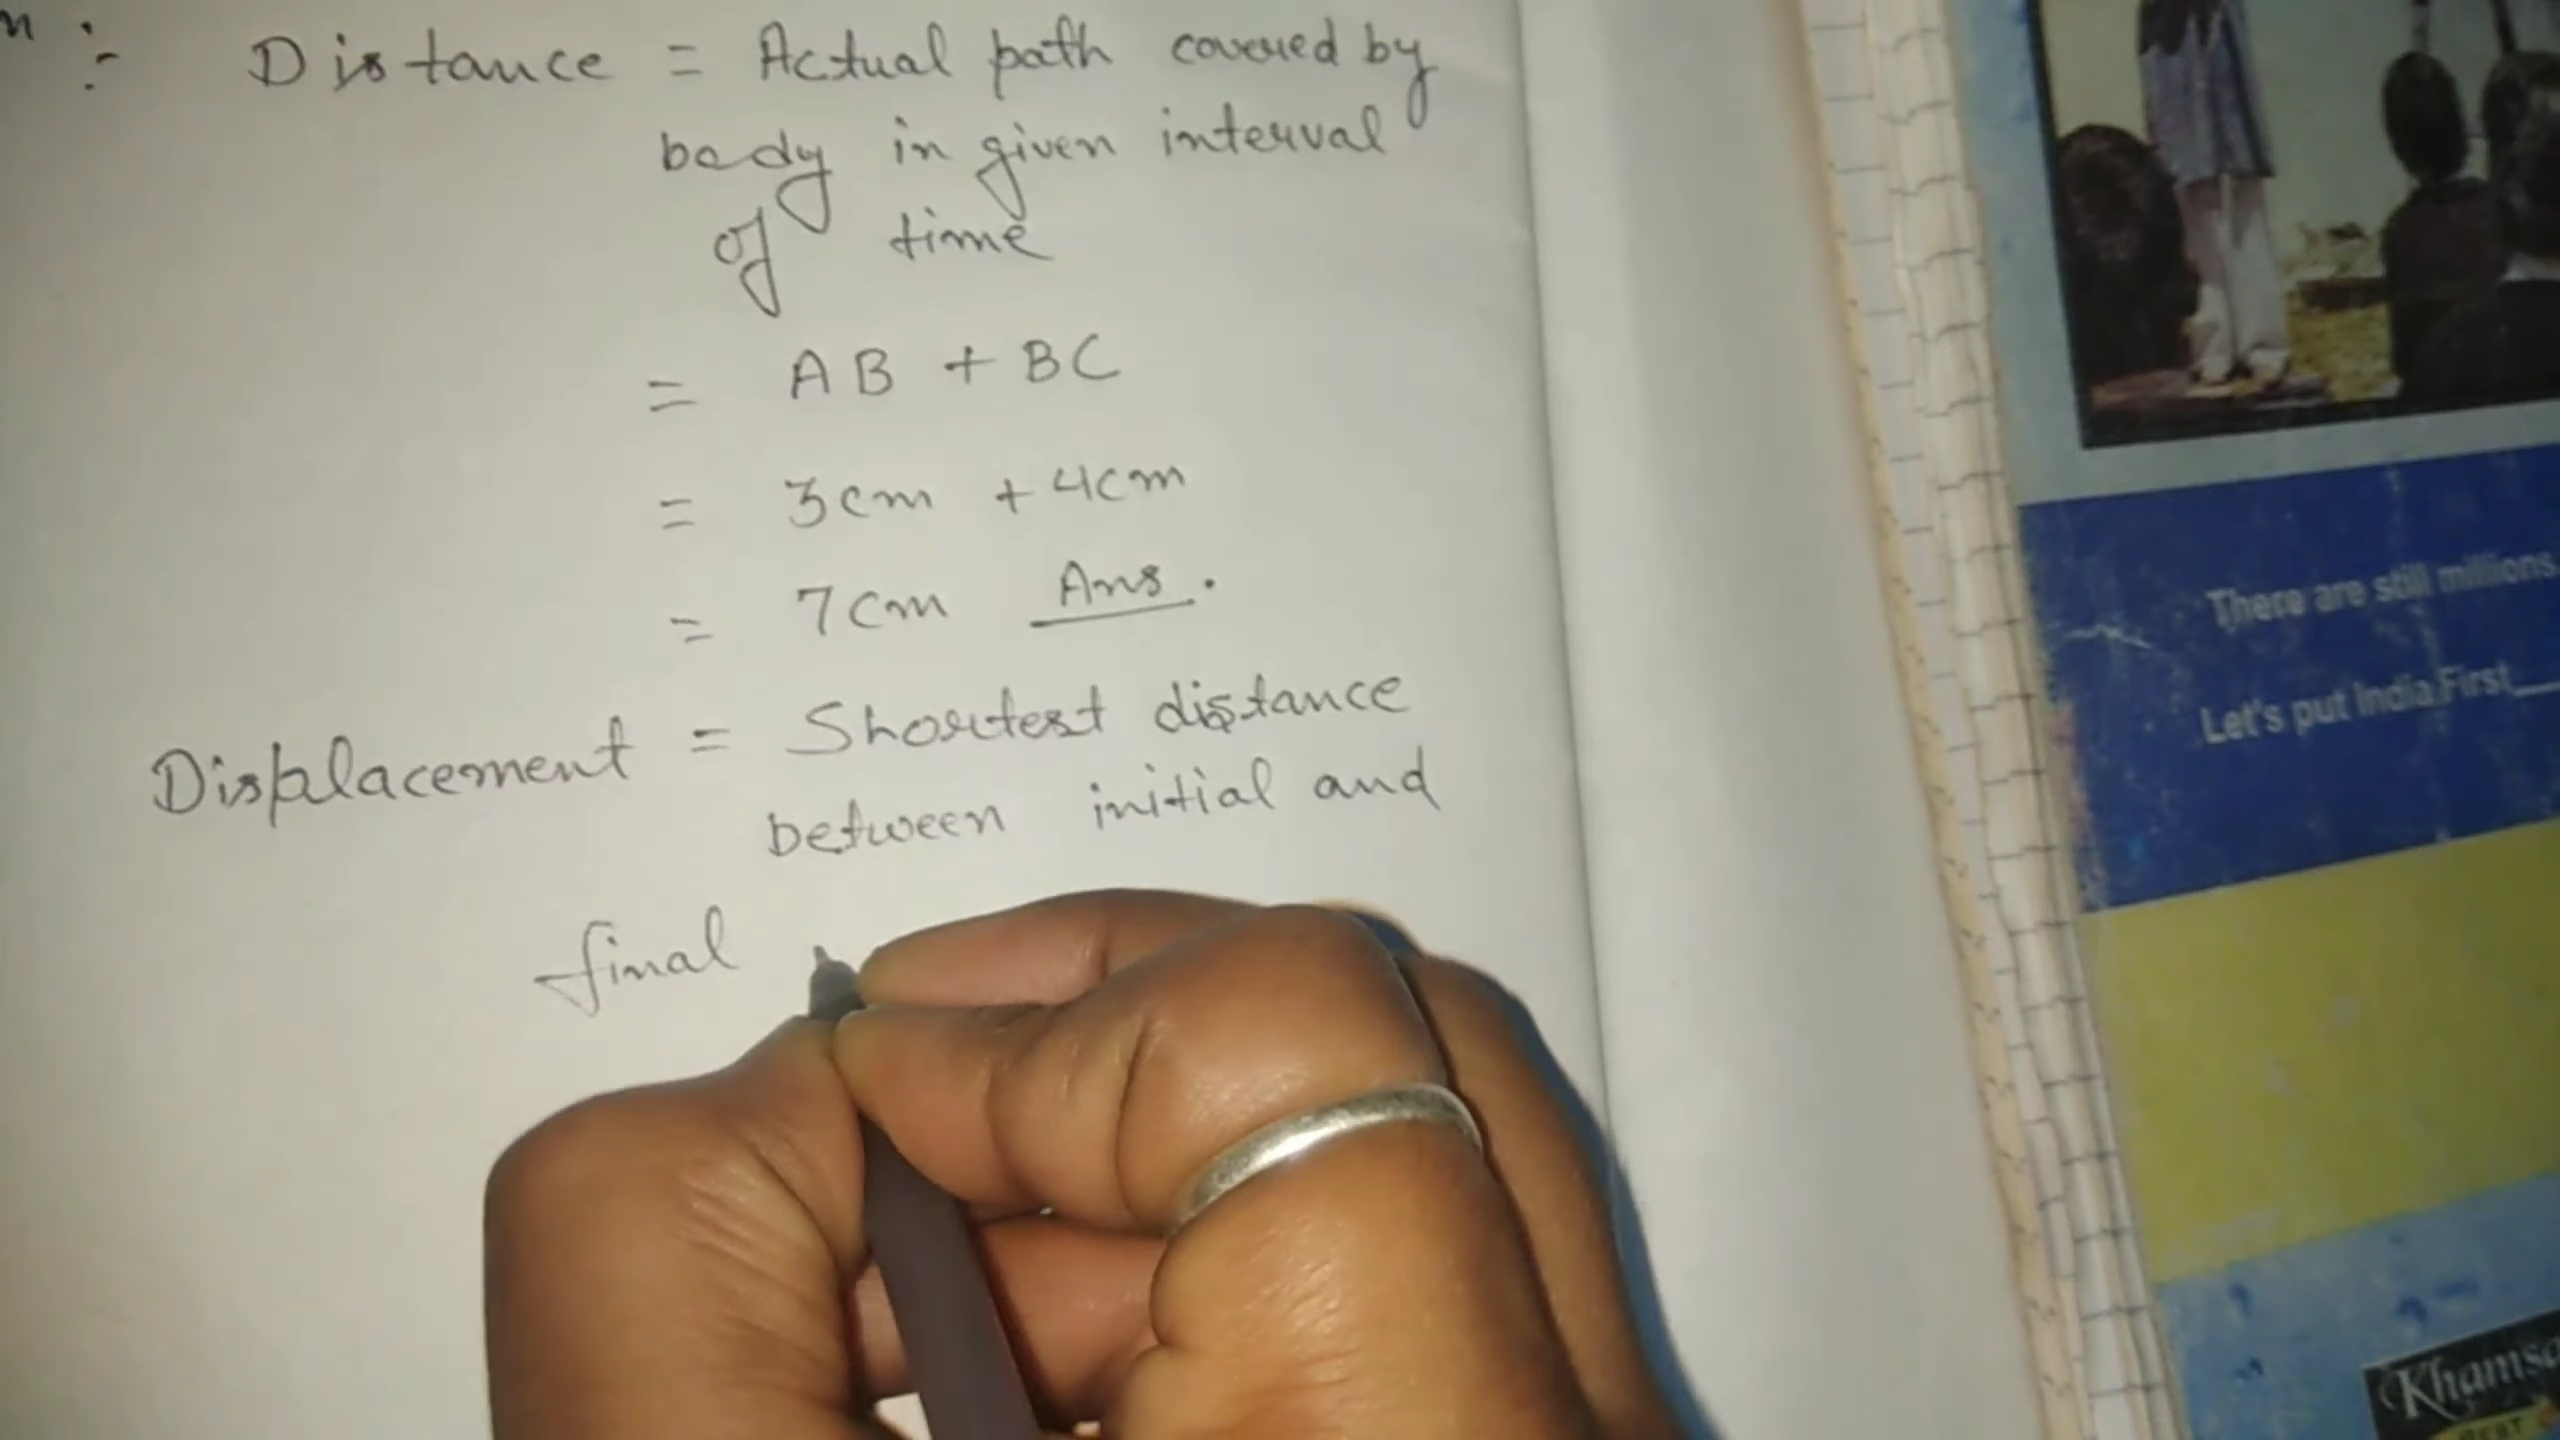 n :-
Distance = Actual path covered by
body in given interval
of time
= AB + BC
= 3cm + 4cm
= 7cm Ans.
Displacement = Shortest distance
between initial and
final
There are still millions
Let's put India First
Khamsa